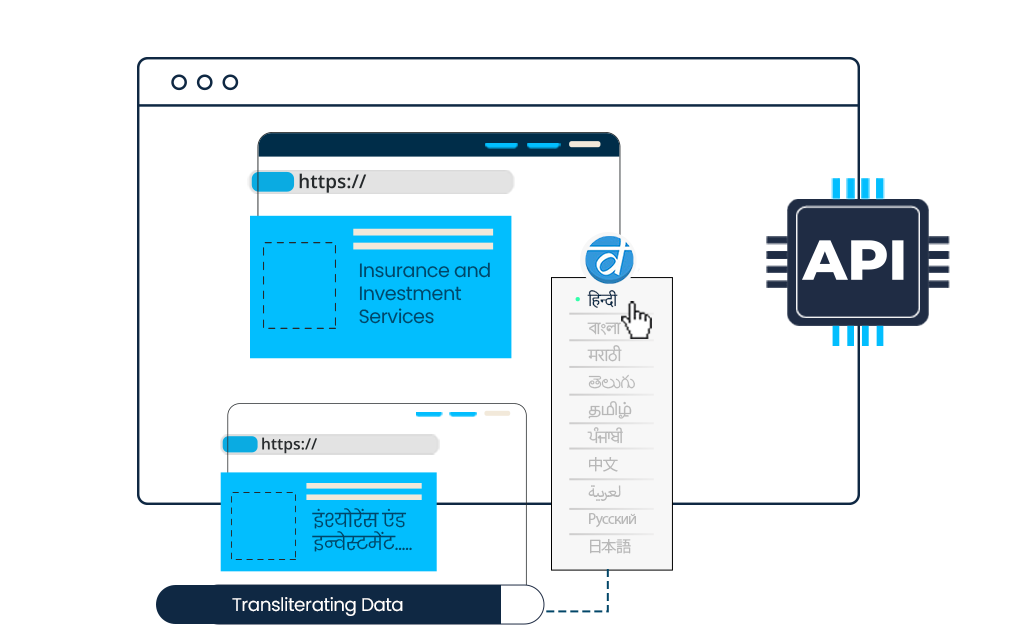 https://
Insurance and
Investment
Services
API
हिन्दी
বাংলা
मराठी
తెలుగు
தமிழ்
ਪੰਜਾਬੀ
中文
لعربية
Русский
日本語
https://
इंश्योरेंस एंड
इन्वेस्टमेंट.....
Transliterating Data